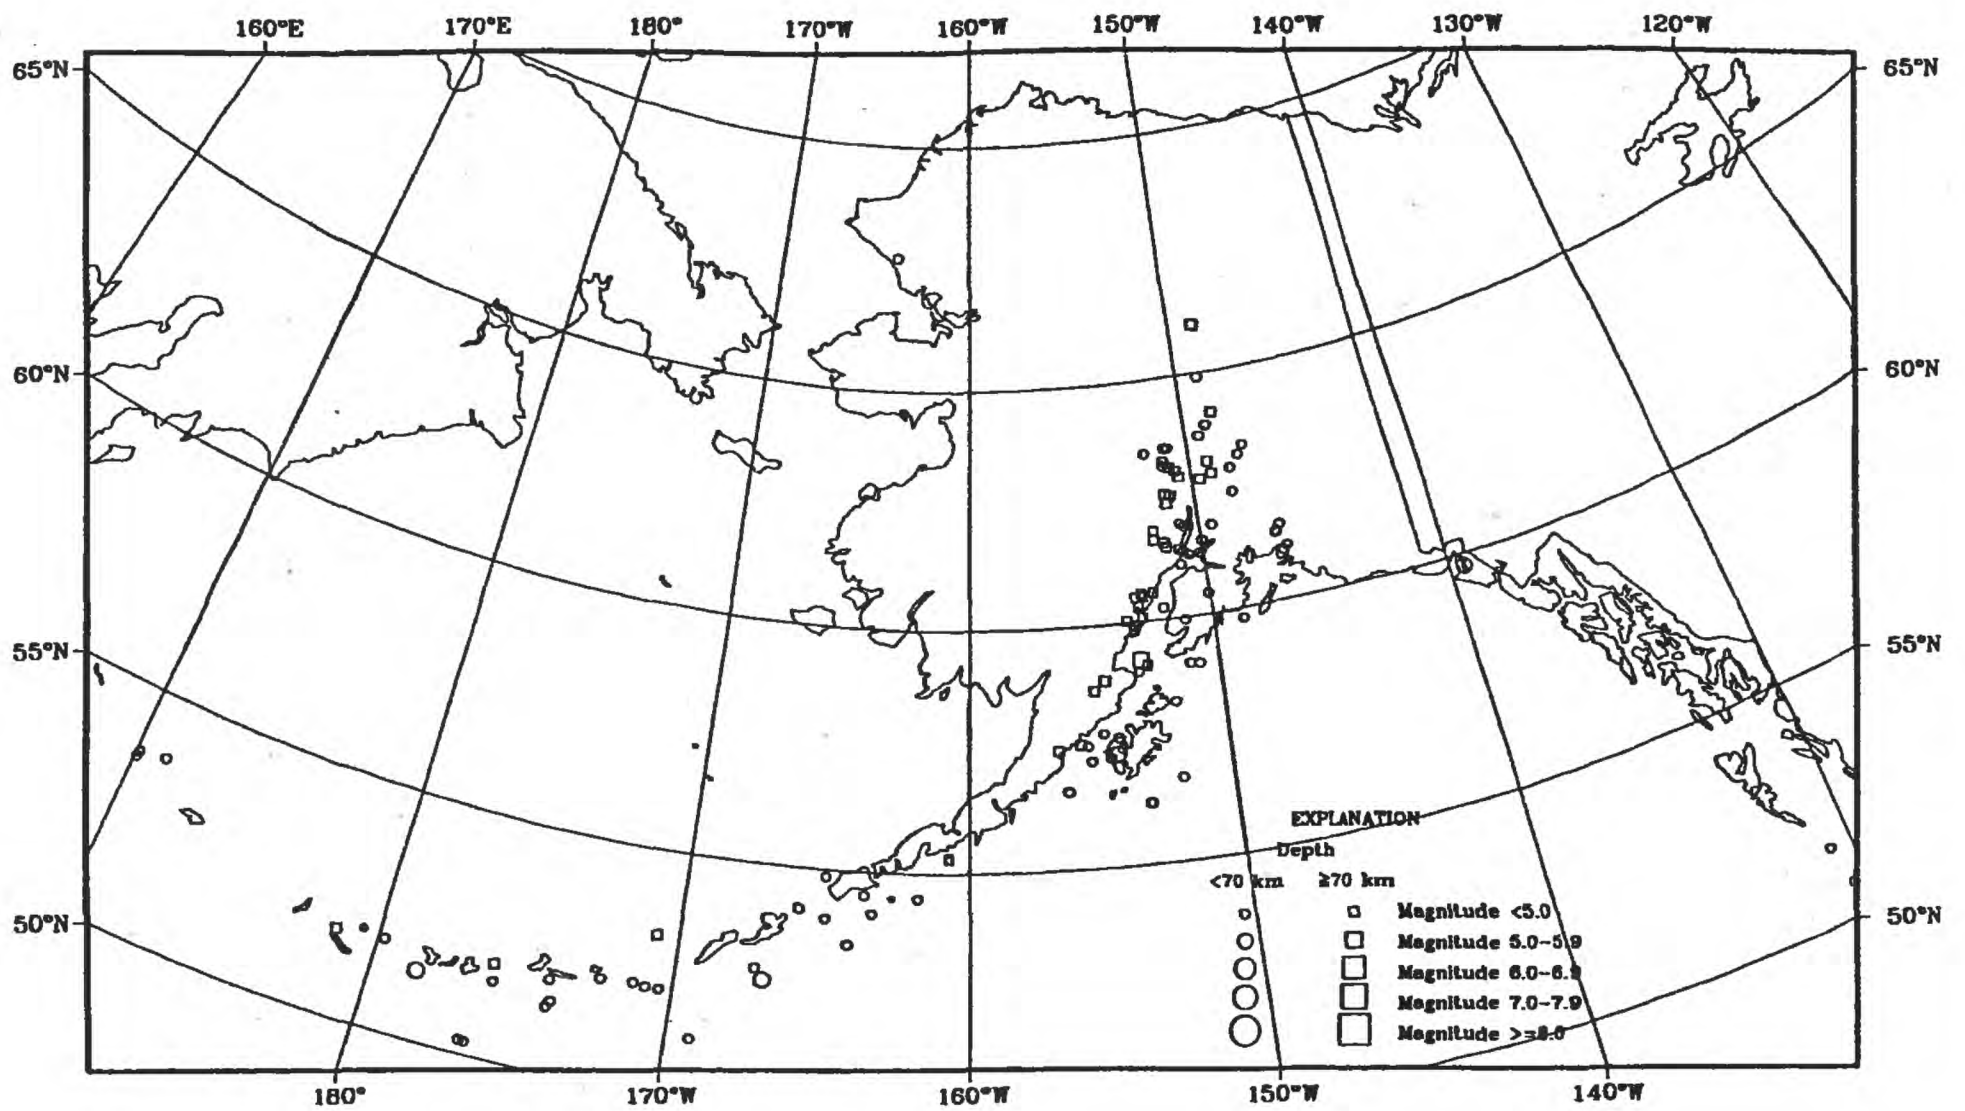 160°E 170°E 180° 170°W 160°W 150°W 140°W 130°W 120°W
65°N 65°N
60°N 60°N
55°N 55°N
50°N 50°N
EXPLANATION
Depth
<70 km ≥70 km
Magnitude <5.0
Magnitude 5.0-5.9
Magnitude 6.0-6.9
Magnitude 7.0-7.9
Magnitude >=8.0
180° 170°W 160°W 150°W 140°W